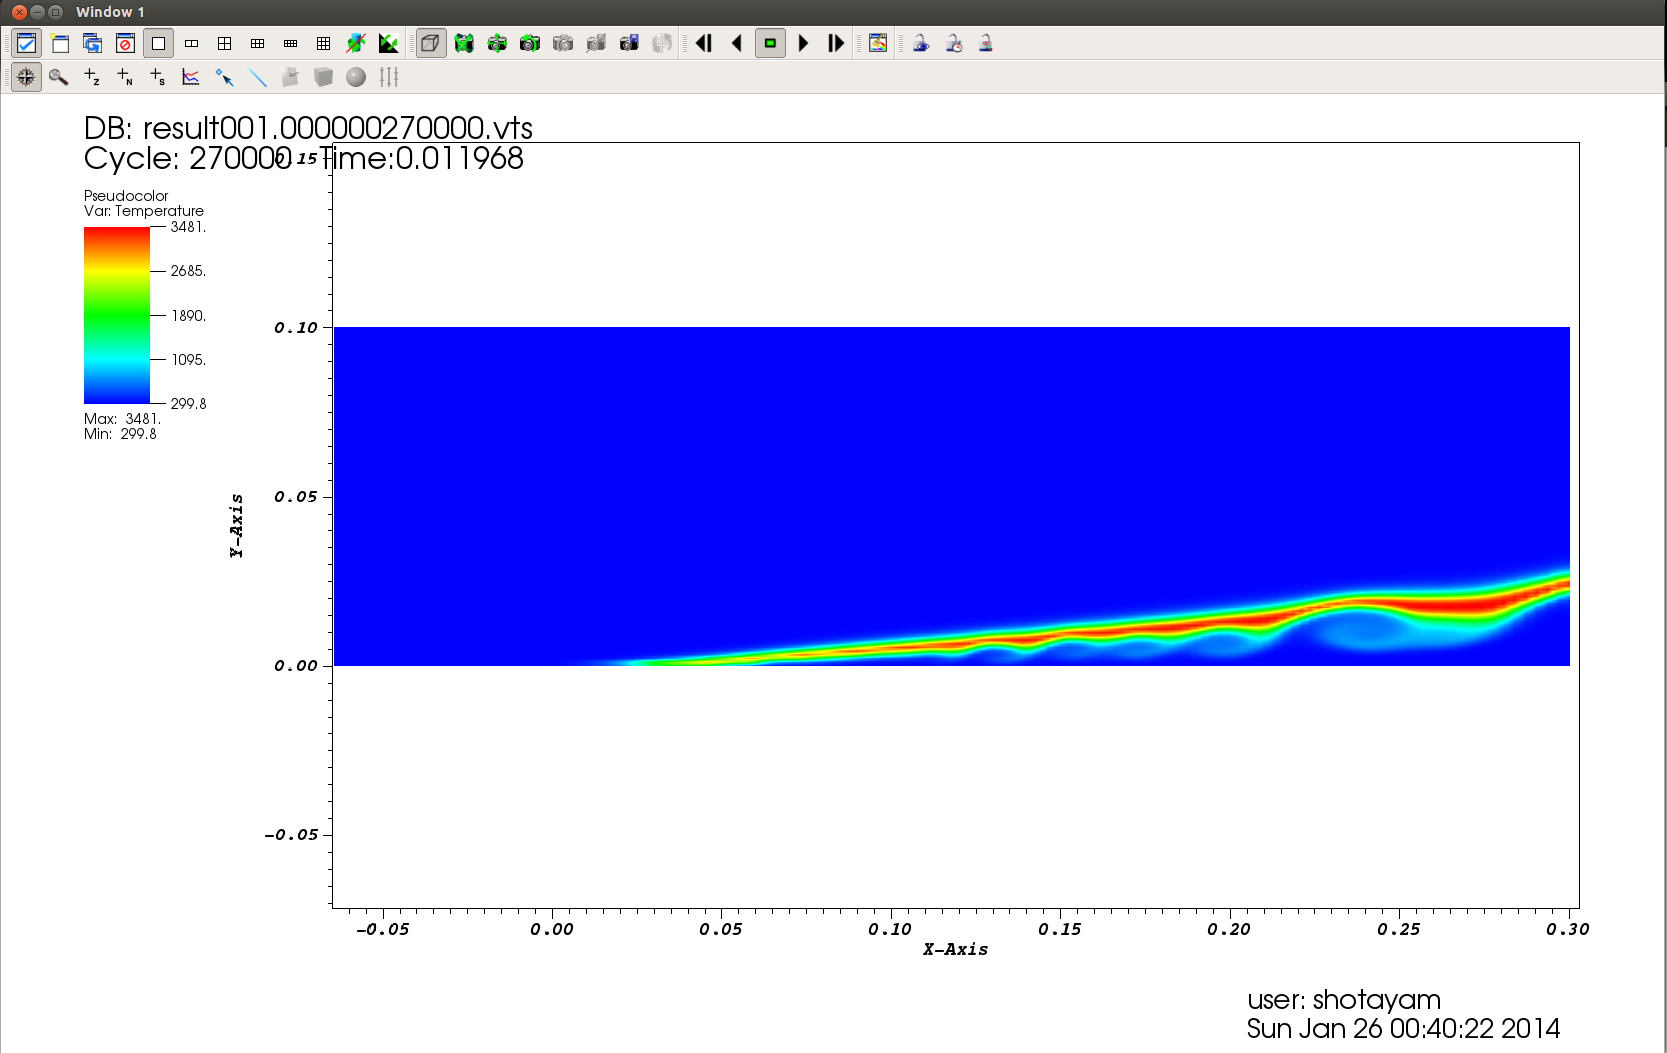 Window 1
DB: result001.000000270000.vts
Cycle: 270000 Time:0.011968
Pseudocolor
Var: Temperature
3481.
2685.
1890.
1095.
299.8
Max: 3481.
Min: 299.8
0.15
0.10
0.05
0.00
-0.05
Y-Axis
-0.05 0.00 0.05 0.10 0.15 0.20 0.25 0.30
X-Axis
user: shotayam
Sun Jan 26 00:40:22 2014